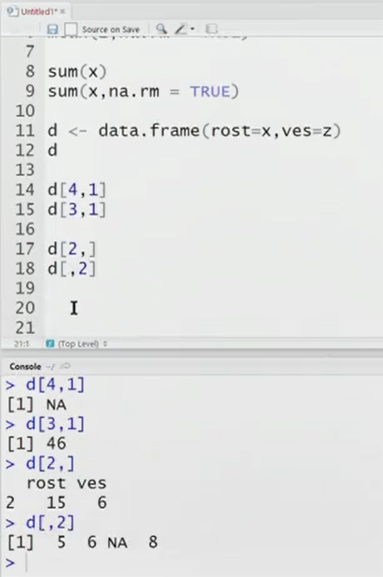 Untitled1* ×
Source on Save
7
8 sum(x)
9 sum(x,na.rm = TRUE)
10
11 d <- data.frame(rost=x,ves=z)
12 d
13
14 d[4,1]
15 d[3,1]
16
17 d[2,]
18 d[,2]
19
20
21
21:1 (Top Level)
Console ~/
> d[4,1]
[1] NA
> d[3,1]
[1] 46
> d[2,]
rost ves
2 15 6
> d[,2]
[1] 5 6 NA 8
>